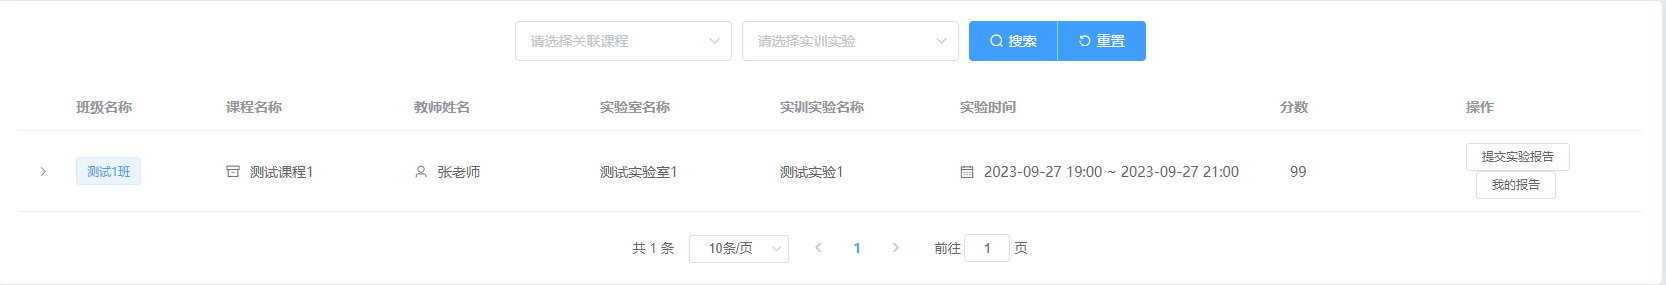 请选择关联课程 请选择实训实验 搜索 重置
班级名称 课程名称 教师姓名 实验室名称 实训实验名称 实验时间 分数 操作
测试1班 测试课程1 张老师 测试实验室1 测试实验1 2023-09-27 19:00 ~ 2023-09-27 21:00 99 提交实验报告
我的报告
共 1 条 10条/页 1 前往 1 页